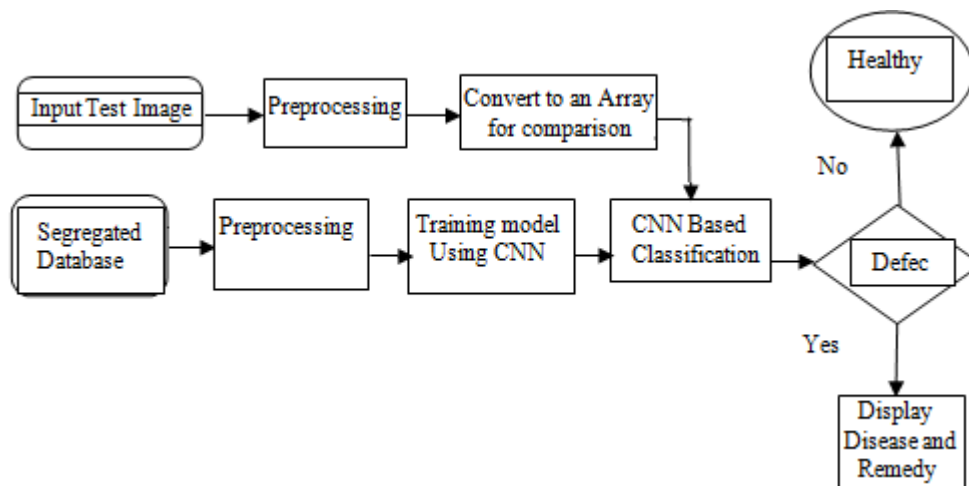 Input Test Image
Preprocessing
Convert to an Array
for comparison
Healthy
No
Segregated
Database
Preprocessing
Training model
Using CNN
CNN Based
Classification
Defec
Yes
Display
Disease and
Remedy